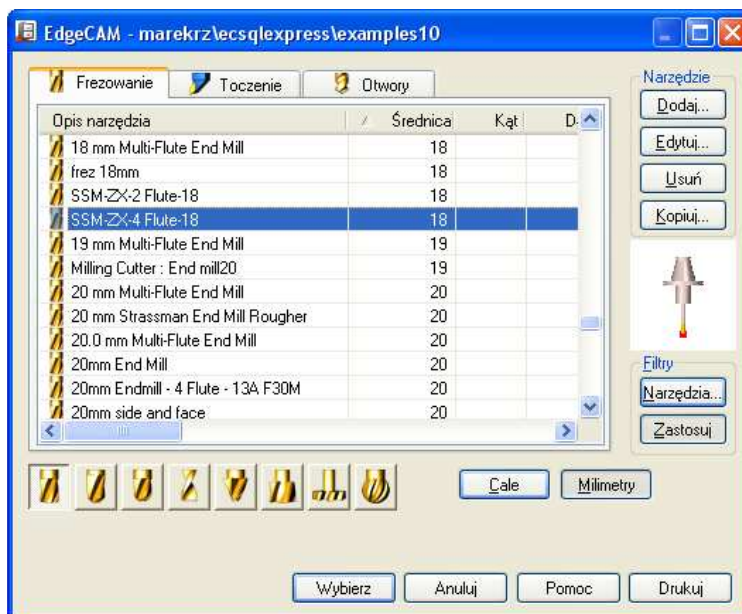 EdgeCAM - marekrz\ecsqlexpress\examples10
Frezowanie
Toczenie
Otwory
Opis narzędzia Średnica Kąt
18 mm Multi-Flute End Mill 18
frez 18mm 18
SSM-ZX-2 Flute-18 18
SSM-ZX-4 Flute-18 18
19 mm Multi-Flute End Mill 19
Milling Cutter : End mill20 19
20 mm Multi-Flute End Mill 20
20 mm Strassman End Mill Rougher 20
20.0 mm Multi-Flute End Mill 20
20mm End Mill 20
20mm Endmill - 4 Flute - 13A F30M 20
20mm side and face 20
Narzędzie
Dodaj...
Edytuj...
Usuń
Kopiuj...
Filtry
Narzędzia...
Zastosuj
Cale
Milimetry
Wybierz
Anuluj
Pomoc
Drukuj